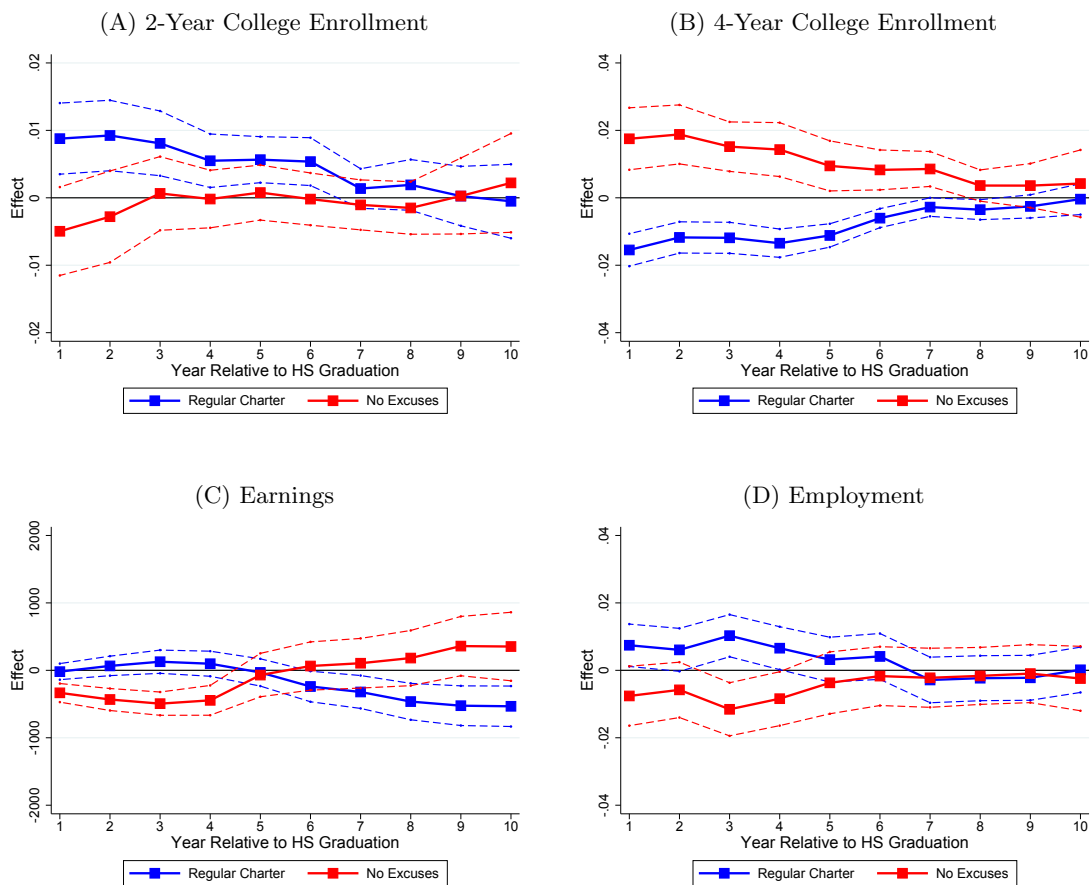 (A) 2-Year College Enrollment
.02
.01
0
-.01
-.02
Effect
1 2 3 4 5 6 7 8 9 10
Year Relative to HS Graduation
Regular Charter No Excuses
(B) 4-Year College Enrollment
.04
.02
0
-.02
-.04
Effect
1 2 3 4 5 6 7 8 9 10
Year Relative to HS Graduation
Regular Charter No Excuses
(C) Earnings
2000
1000
0
-1000
-2000
Effect
1 2 3 4 5 6 7 8 9 10
Year Relative to HS Graduation
Regular Charter No Excuses
(D) Employment
.04
.02
0
-.02
-.04
Effect
1 2 3 4 5 6 7 8 9 10
Year Relative to HS Graduation
Regular Charter No Excuses